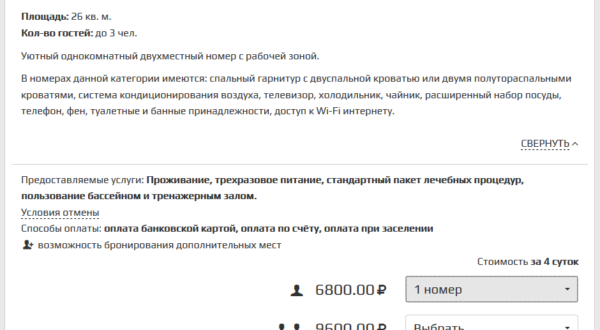 Площадь: 26 кв. м.
Кол-во гостей: до 3 чел.
Уютный однокомнатный двухместный номер с рабочей зоной.
В номерах данной категории имеются: спальный гарнитур с двуспальной кроватью или двумя полутораспальными
кроватями, система кондиционирования воздуха, телевизор, холодильник, чайник, расширенный набор посуды,
телефон, фен, туалетные и банные принадлежности, доступ к Wi-Fi интернету.
СВЕРНУТЬ
Предоставляемые услуги: Проживание, трехразовое питание, стандартный пакет лечебных процедур,
пользование бассейном и тренажерным залом.
Условия отмены
Способы оплаты: оплата банковской картой, оплата по счёту, оплата при заселении
возможность бронирования дополнительных мест
Стоимость за 4 суток
6800.00 ₽ 1 номер
9600.00 ₽ Выбрать